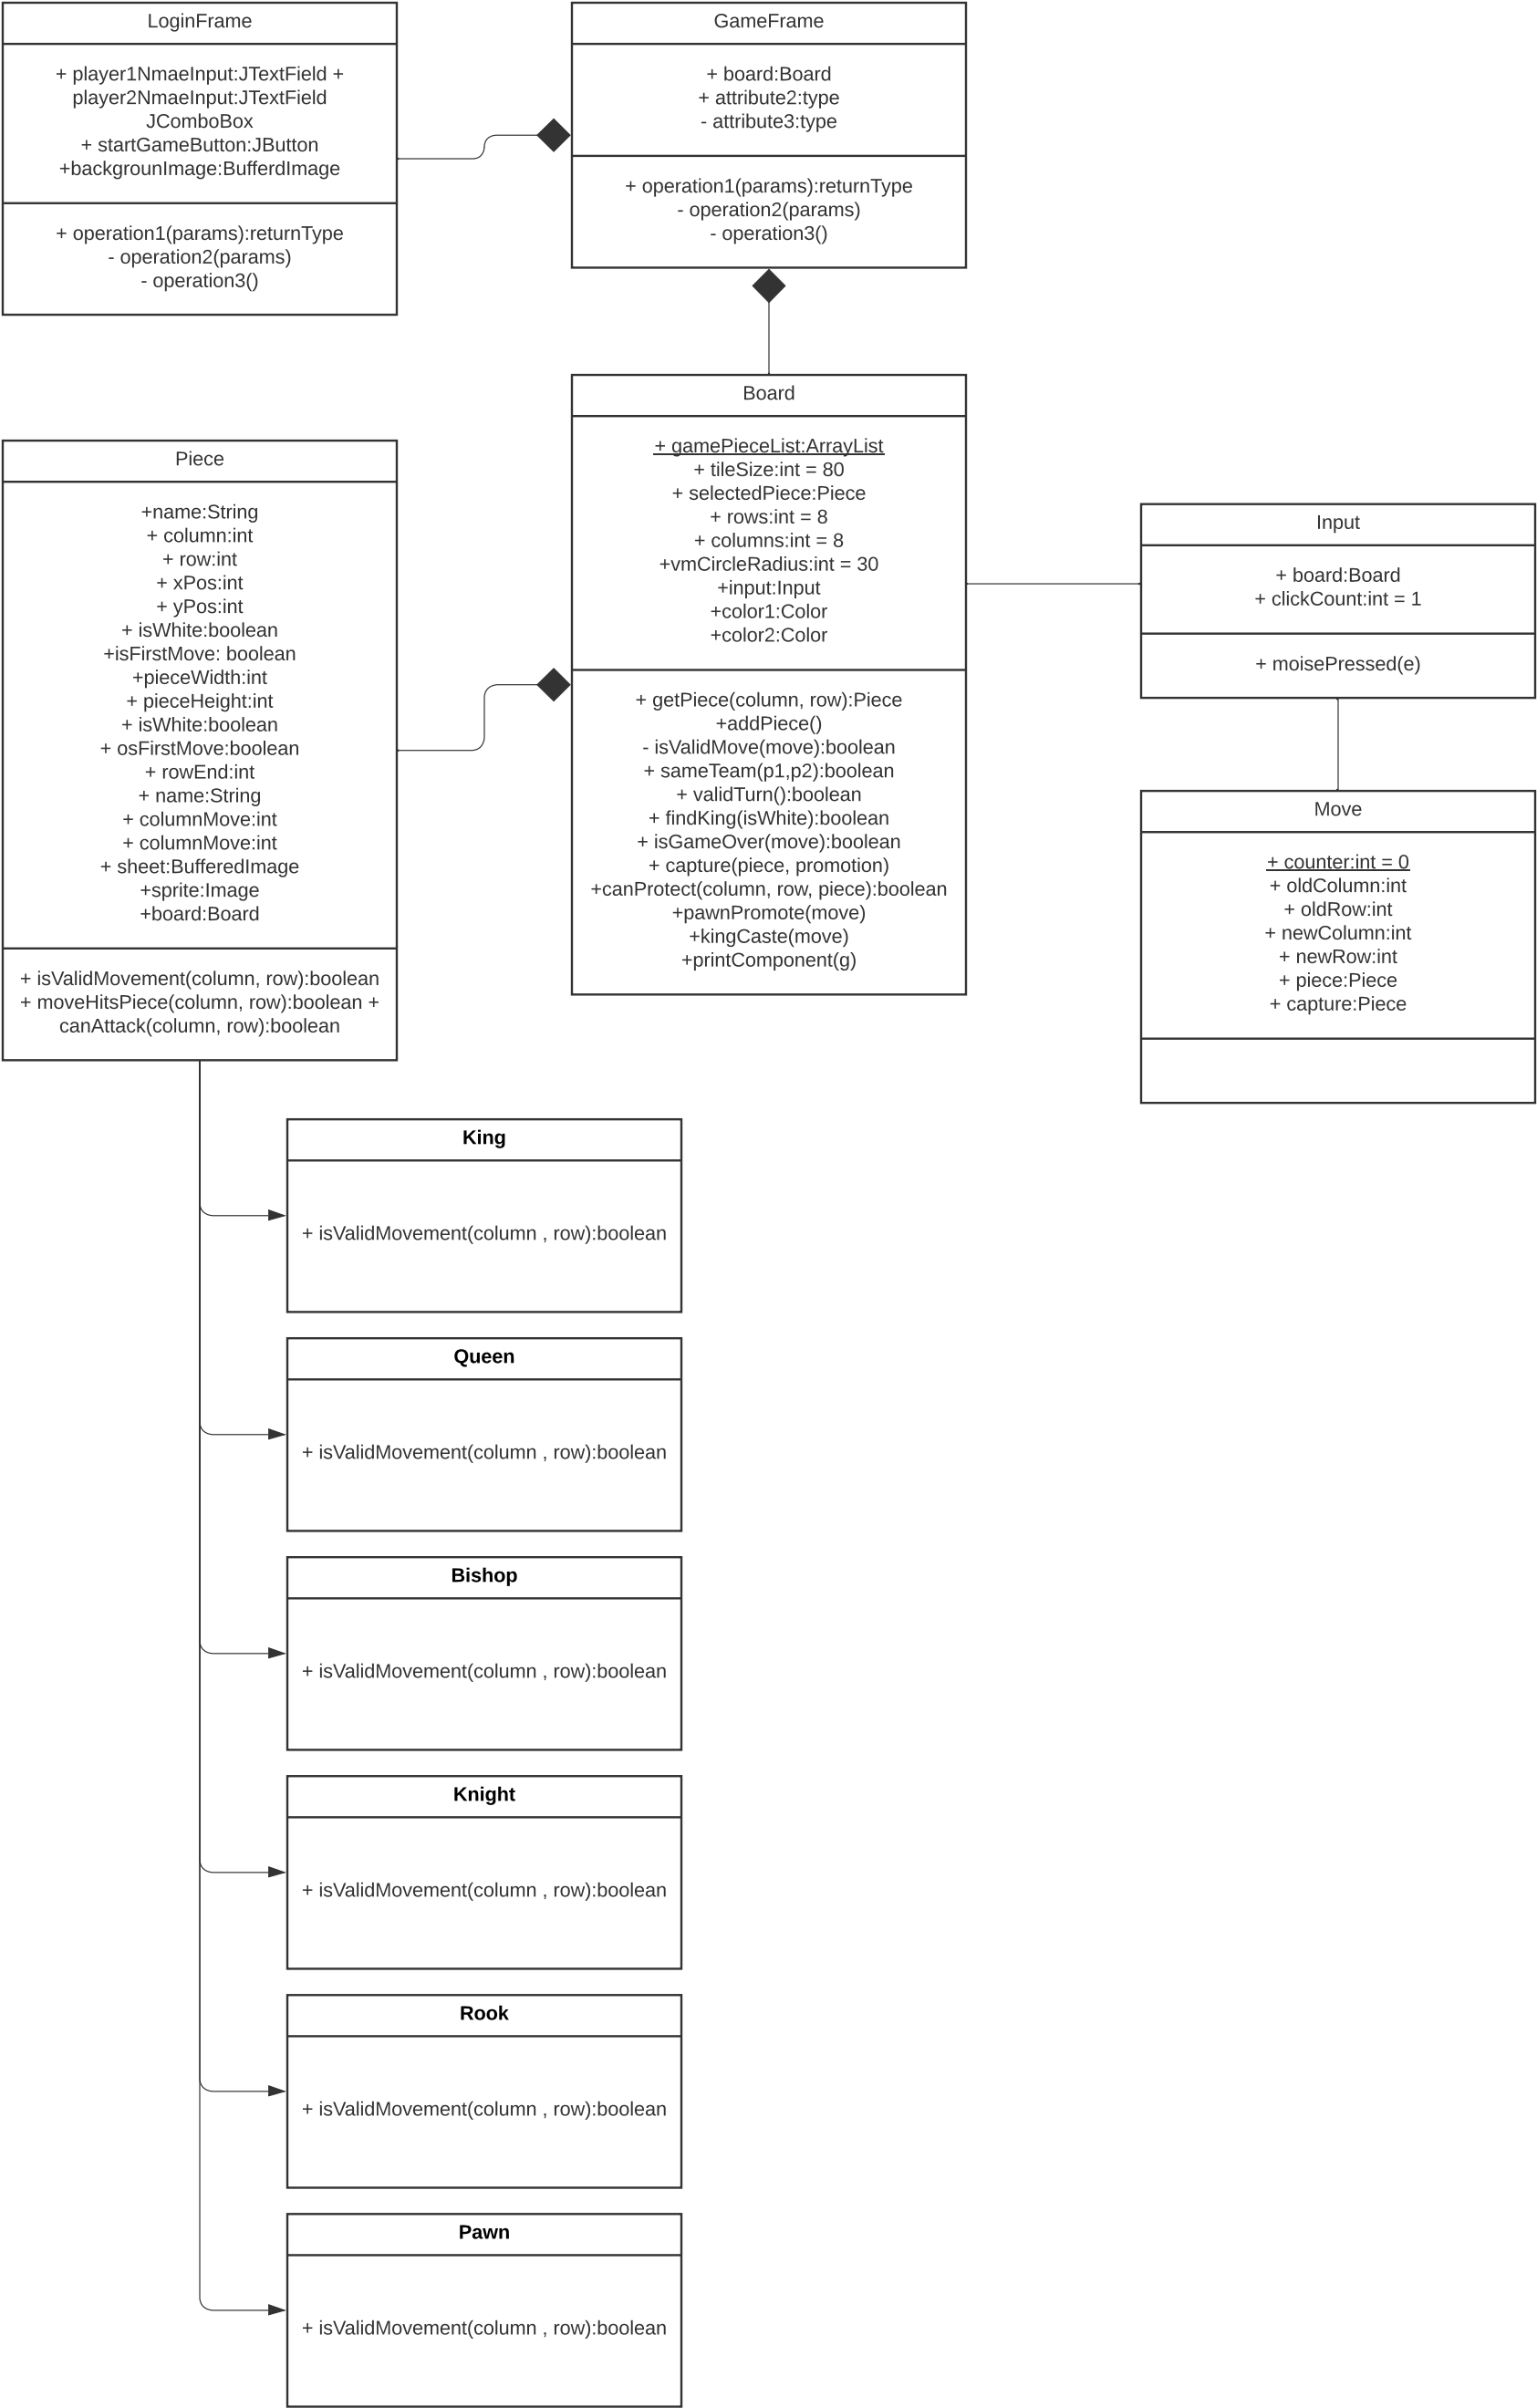 LoginFrame
+ player1NmaeInput:JTextField +
player2NmaeInput:JTextField
JComboBox
+ startGameButton:JButton
+backgrounImage:BufferdImage
+ operation1(params):returnType
- operation2(params)
- operation3()
GameFrame
+ board:Board
+ attribute2:type
- attribute3:type
+ operation1(params):returnType
- operation2(params)
- operation3()
Piece
+name:String
+ column:int
+ row:int
+ xPos:int
+ yPos:int
+ isWhite:boolean
+isFirstMove: boolean
+pieceWidth:int
+ pieceHeight:int
+ isWhite:boolean
+ osFirstMove:boolean
+ rowEnd:int
+ name:String
+ columnMove:int
+ columnMove:int
+ sheet:BufferedImage
+sprite:Image
+board:Board
+ isValidMovement(column, row):boolean
+ moveHitsPiece(column, row):boolean +
canAttack(column, row):boolean
Board
+ gamePieceList:ArrayList
+ tileSize:int = 80
+ selectedPiece:Piece
+ rows:int = 8
+ columns:int = 8
+vmCircleRadius:int = 30
+input:Input
+color1:Color
+color2:Color
+ getPiece(column, row):Piece
+addPiece()
- isValidMove(move):boolean
+ sameTeam(p1,p2):boolean
+ validTurn():boolean
+ findKing(isWhite):boolean
+ isGameOver(move):boolean
+ capture(piece, promotion)
+canProtect(column, row, piece):boolean
+pawnPromote(move)
+kingCaste(move)
+printComponent(g)
Input
+ board:Board
+ clickCount:int = 1
+ moisePressed(e)
Move
+ counter:int = 0
+ oldColumn:int
+ oldRow:int
+ newColumn:int
+ newRow:int
+ piece:Piece
+ capture:Piece
King
+ isValidMovement(column , row):boolean
Queen
+ isValidMovement(column , row):boolean
Bishop
+ isValidMovement(column , row):boolean
Knight
+ isValidMovement(column , row):boolean
Rook
+ isValidMovement(column , row):boolean
Pawn
+ isValidMovement(column , row):boolean